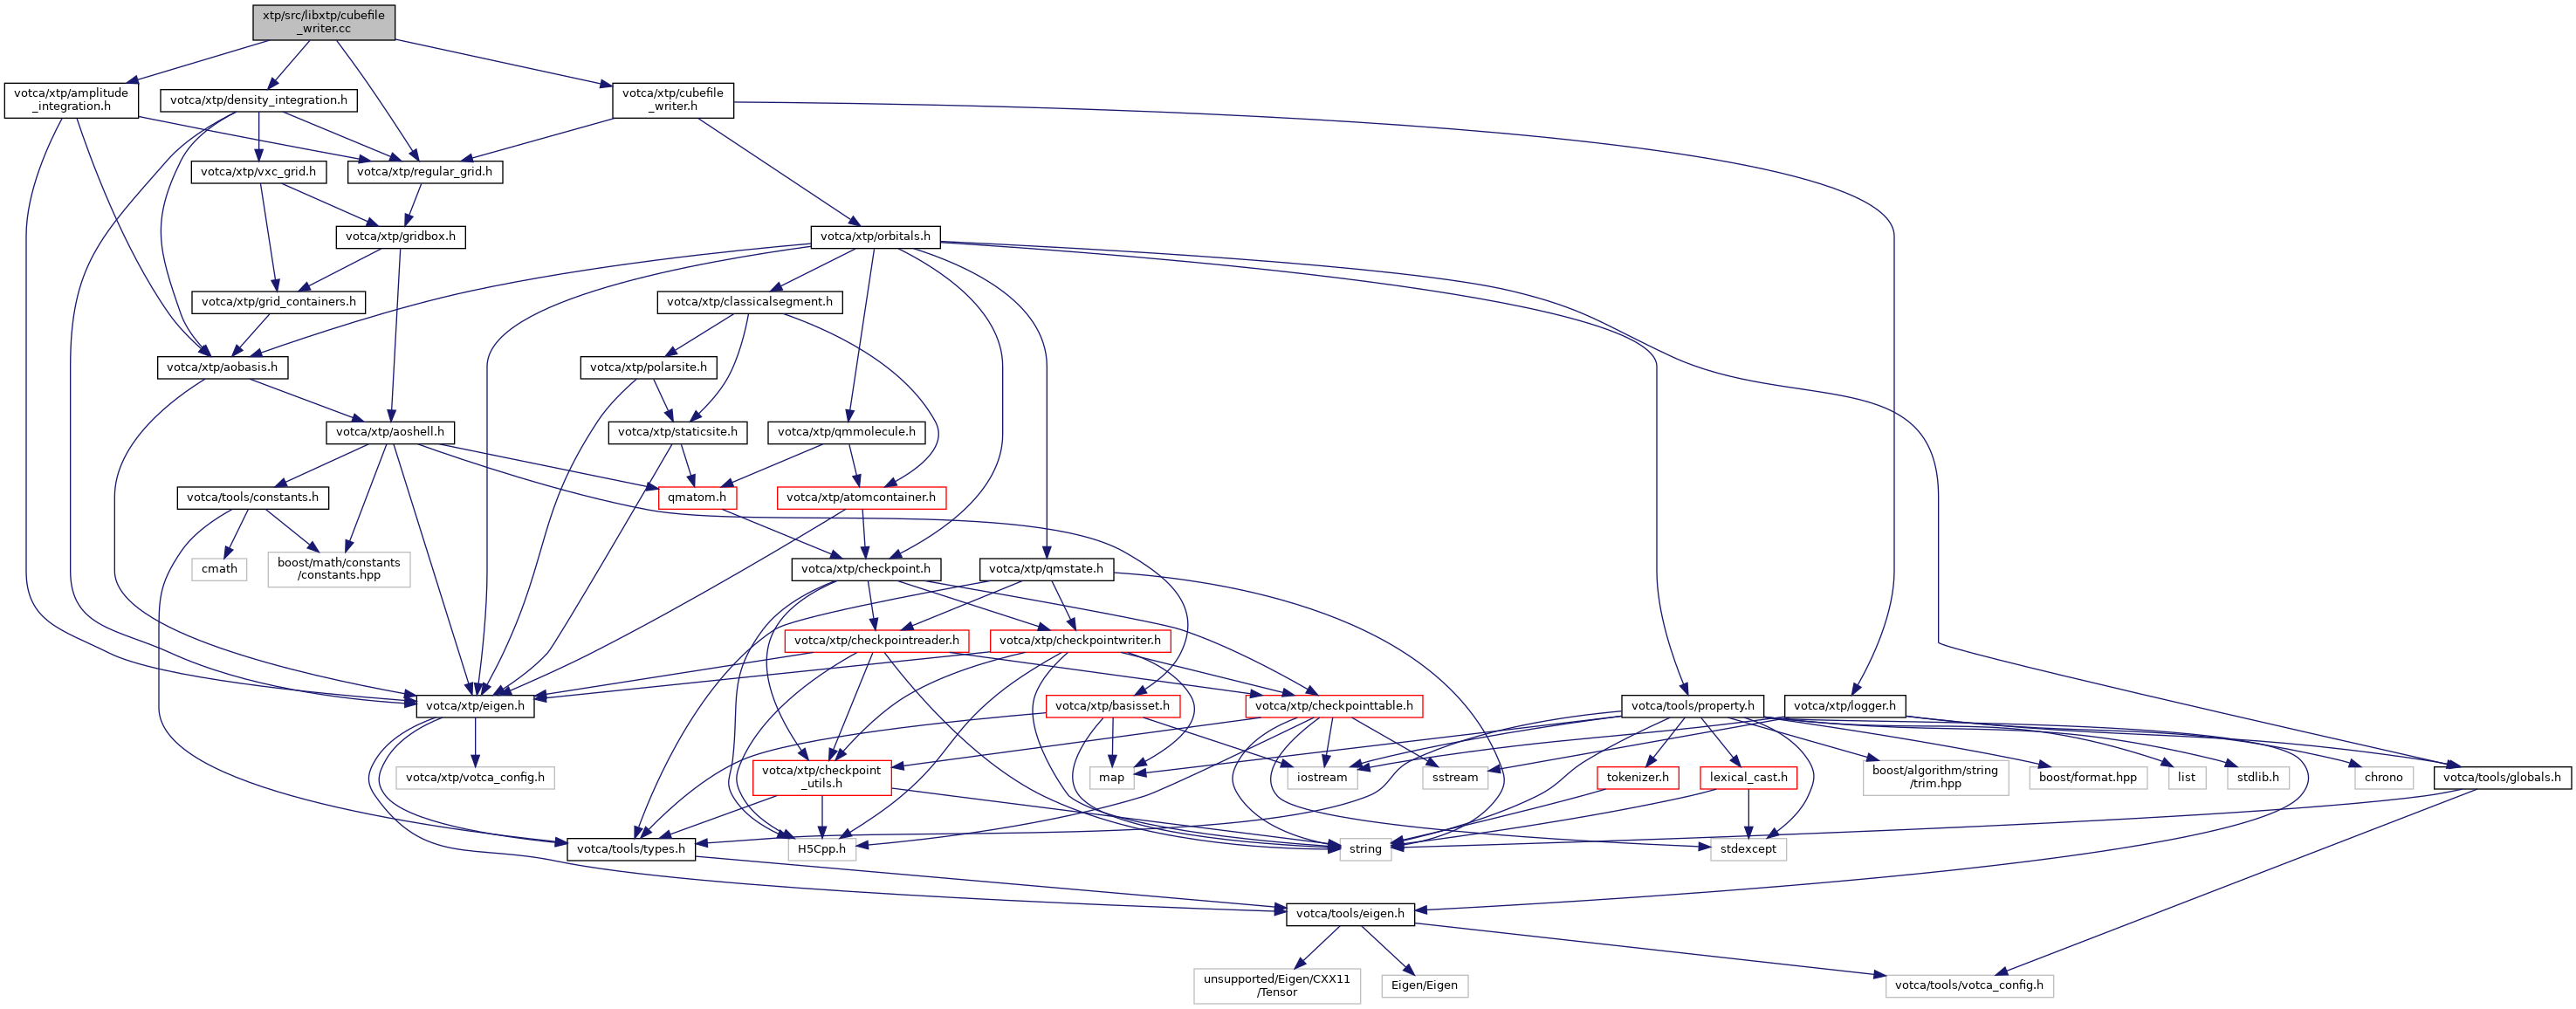 xtp/src/libxtp/cubefile
_writer.cc
votca/xtp/amplitude
_integration.h
votca/xtp/density_integration.h
votca/xtp/cubefile
_writer.h
votca/xtp/vxc_grid.h
votca/xtp/regular_grid.h
votca/xtp/gridbox.h
votca/xtp/orbitals.h
votca/xtp/grid_containers.h
votca/xtp/classicalsegment.h
votca/xtp/aobasis.h
votca/xtp/polarsite.h
votca/xtp/aoshell.h
votca/xtp/staticsite.h
votca/xtp/qmmolecule.h
votca/tools/constants.h
qmatom.h
votca/xtp/atomcontainer.h
cmath
boost/math/constants
/constants.hpp
votca/xtp/checkpoint.h
votca/xtp/qmstate.h
votca/xtp/checkpointreader.h
votca/xtp/checkpointwriter.h
votca/xtp/eigen.h
votca/xtp/basisset.h
votca/xtp/checkpointtable.h
votca/tools/property.h
votca/xtp/logger.h
votca/xtp/votca_config.h
votca/xtp/checkpoint
_utils.h
map
iostream
sstream
tokenizer.h
lexical_cast.h
boost/algorithm/string
/trim.hpp
boost/format.hpp
list
stdlib.h
chrono
votca/tools/globals.h
votca/tools/types.h
H5Cpp.h
string
stdexcept
votca/tools/eigen.h
unsupported/Eigen/CXX11
/Tensor
Eigen/Eigen
votca/tools/votca_config.h